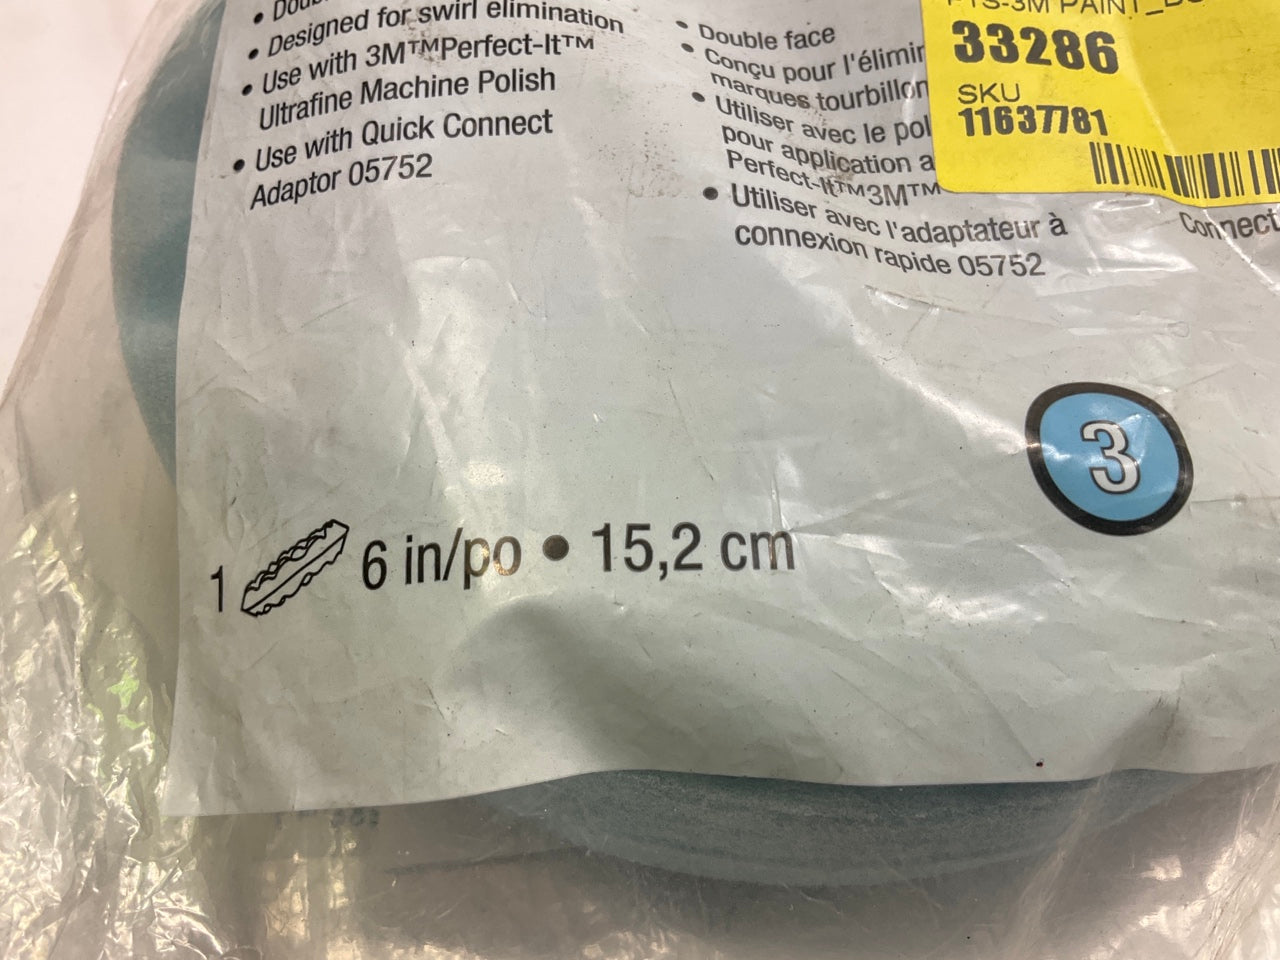 • Designed for swirl elimination
• Use with 3M™Perfect-It™
Ultrafine Machine Polish
• Use with Quick Connect
Adaptor 05752
• Double face
• Conçu pour l'élimin
marques tourbillon
• Utiliser avec le pol
pour application a
Perfect-It™3M™
• Utiliser avec l'adaptateur à
connexion rapide 05752
33286
SKU
11637781
Connect
3
1 6 in/po • 15,2 cm